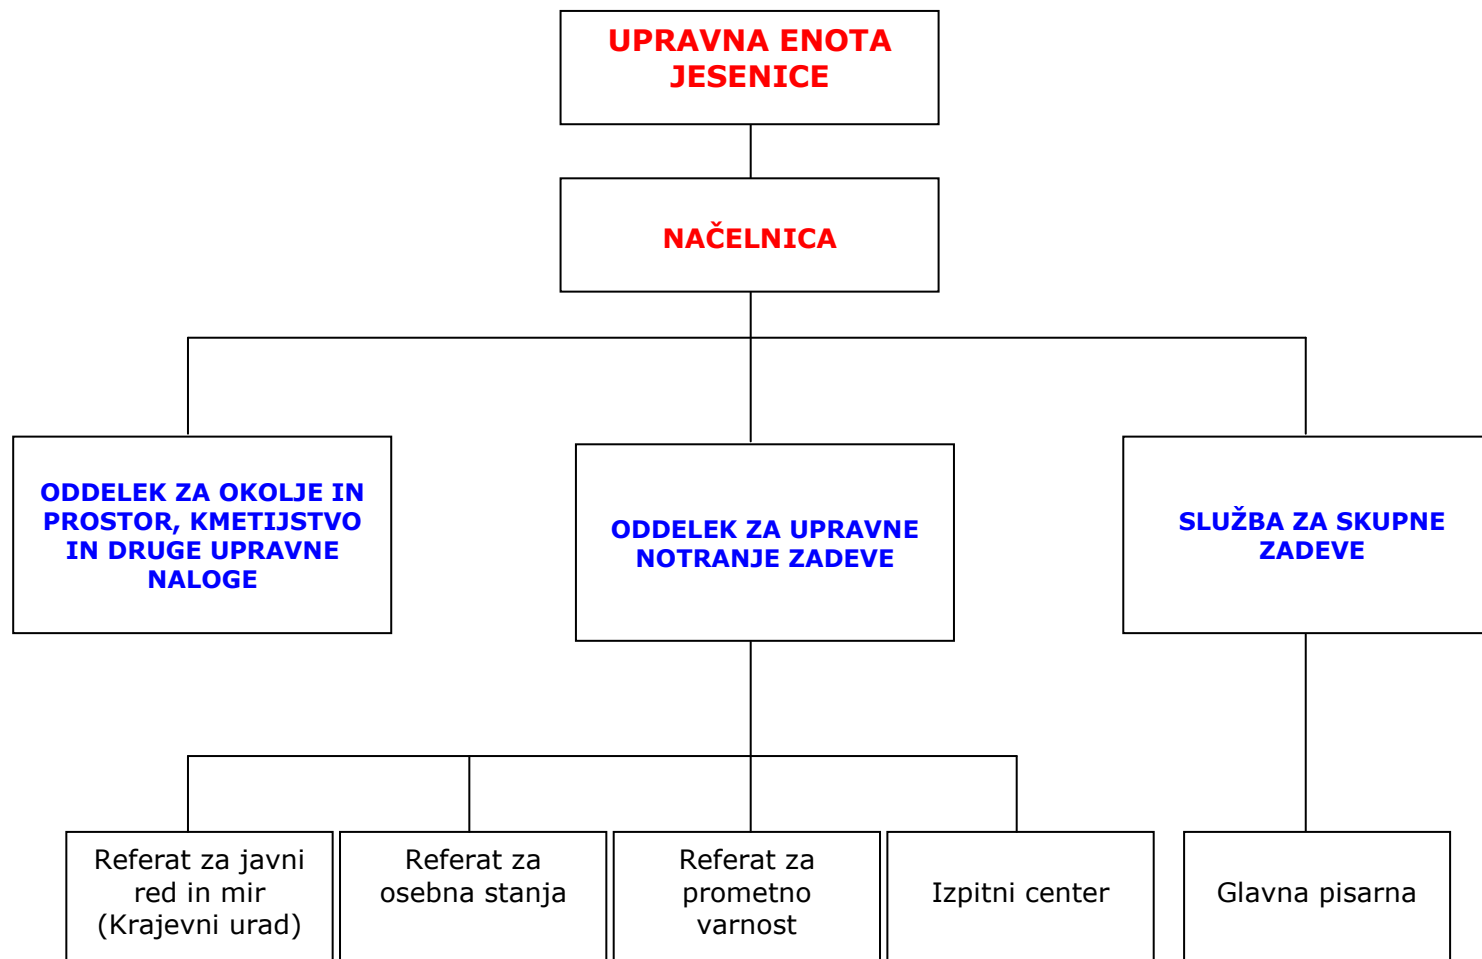 UPRAVNA ENOTA
JESENICE
NAČELNICA
ODDELEK ZA OKOLJE IN
PROSTOR, KMETIJSTVO
IN DRUGE UPRAVNE
NALOGE
ODDELEK ZA UPRAVNE
NOTRANJE ZADEVE
SLUŽBA ZA SKUPNE
ZADEVE
Referat za javni
red in mir
(Krajevni urad)
Referat za
osebna stanja
Referat za
prometno
varnost
Izpitni center
Glavna pisarna